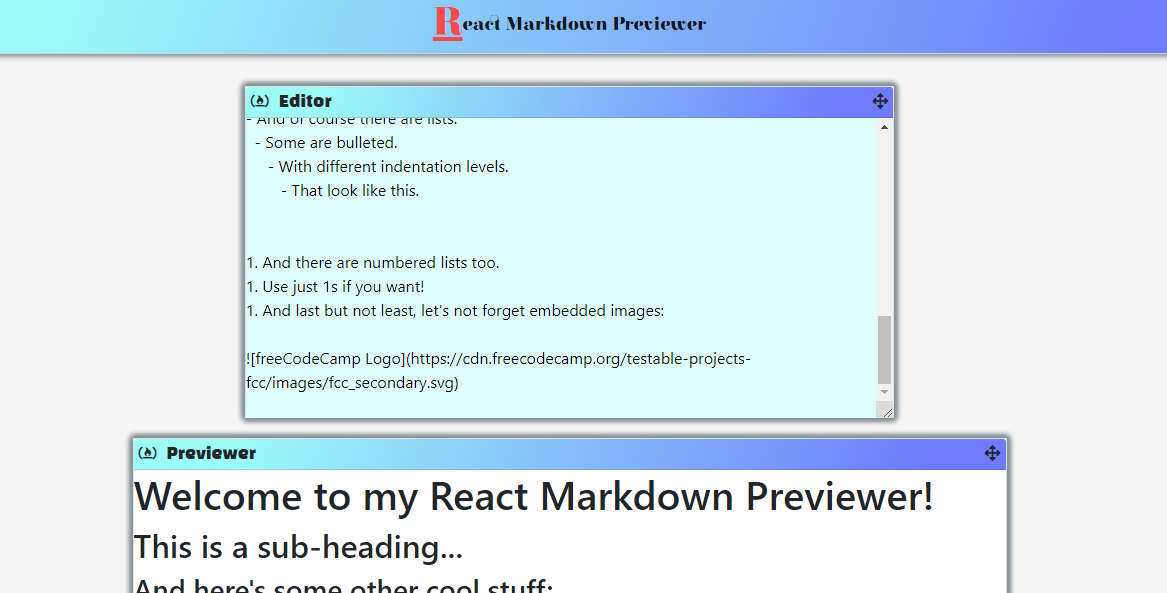 React Markdown Previewer
Editor
- And of course there are lists.
- Some are bulleted.
- With different indentation levels.
- That look like this.
1. And there are numbered lists too.
1. Use just 1s if you want!
1. And last but not least, let's not forget embedded images:
![freeCodeCamp Logo](https://cdn.freecodecamp.org/testable-projects-
fcc/images/fcc_secondary.svg)
Previewer
Welcome to my React Markdown Previewer!
This is a sub-heading...
And here's some other cool stuff: